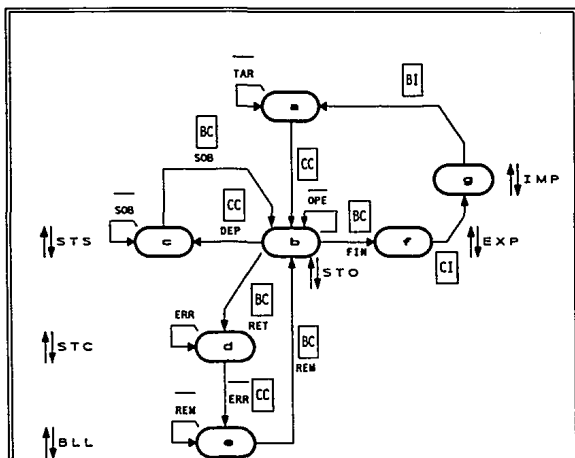 TAR
a
BI
BC
SOB
CC
g
IMP
SOB
CC
OPE
BC
STS
c
DEP
b
FIN
f
EXP
STO
CI
BC
RET
ERR
d
STC
BC
REM
ERR
CC
REM
e
BLL